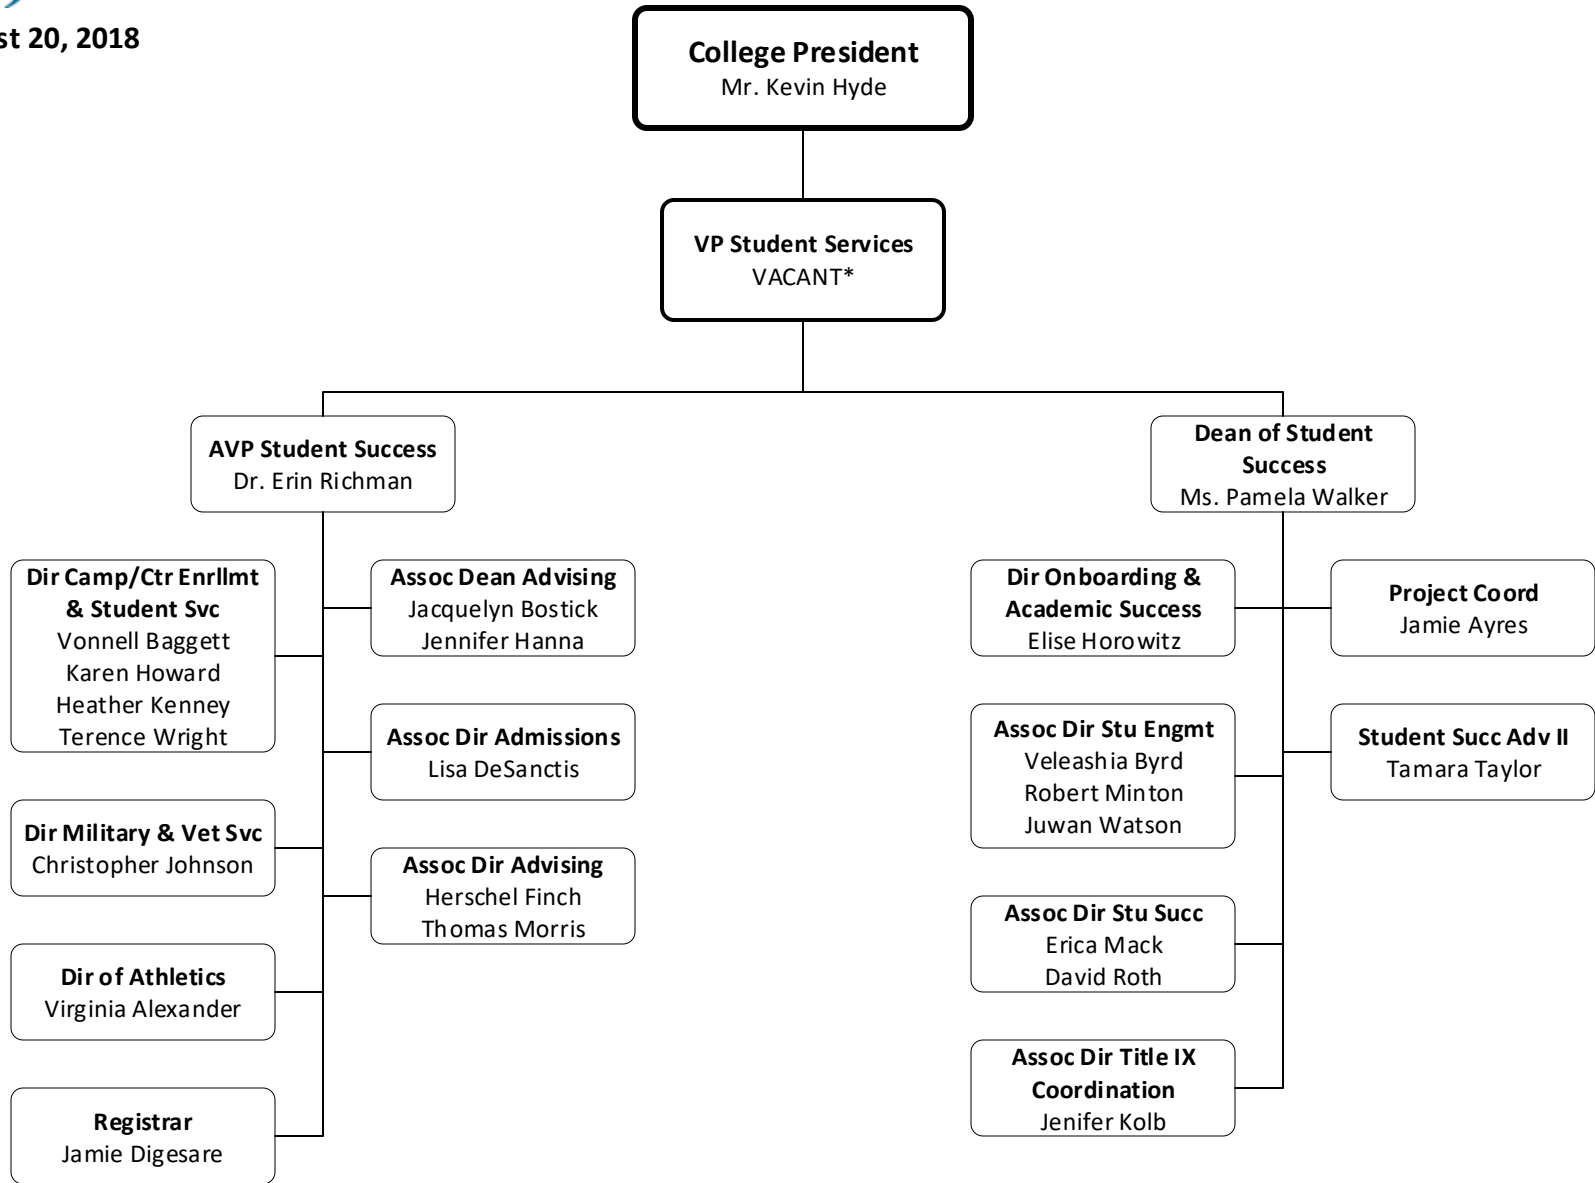 20, 2018
College President
Mr. Kevin Hyde
VP Student Services
VACANT*
AVP Student Success
Dr. Erin Richman
Dean of Student
Success
Ms. Pamela Walker
Dir Camp/Ctr Enrllmt
& Student Svc
Vonnell Baggett
Karen Howard
Heather Kenney
Terence Wright
Assoc Dean Advising
Jacquelyn Bostick
Jennifer Hanna
Assoc Dir Admissions
Lisa DeSanctis
Dir Military & Vet Svc
Christopher Johnson
Assoc Dir Advising
Herschel Finch
Thomas Morris
Dir of Athletics
Virginia Alexander
Registrar
Jamie Digesare
Dir Onboarding &
Academic Success
Elise Horowitz
Project Coord
Jamie Ayres
Assoc Dir Stu Engmt
Veleashia Byrd
Robert Minton
Juwan Watson
Student Succ Adv II
Tamara Taylor
Assoc Dir Stu Succ
Erica Mack
David Roth
Assoc Dir Title IX
Coordination
Jenifer Kolb